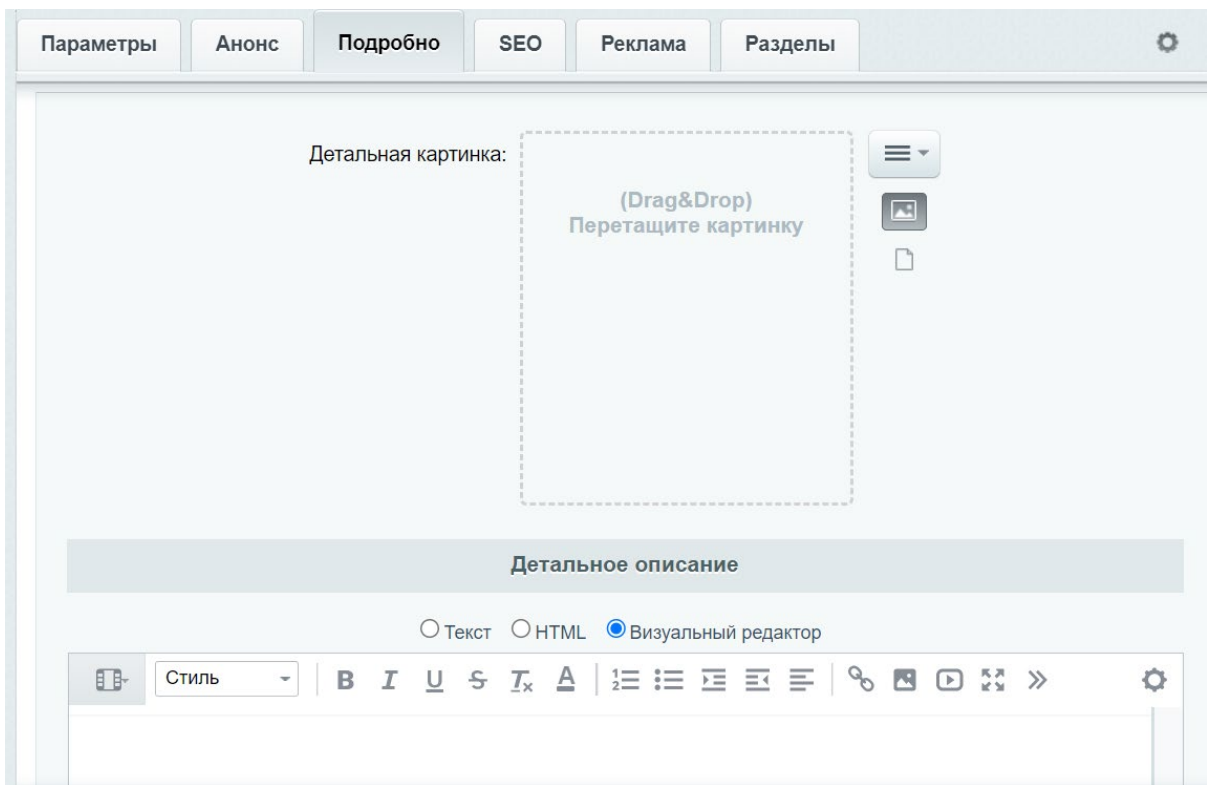 Параметры Анонс Подробно SEO Реклама Разделы
Детальная картинка:
(Drag&Drop)
Перетащите картинку
Детальное описание
Текст HTML Визуальный редактор
Стиль B I U S Tx A